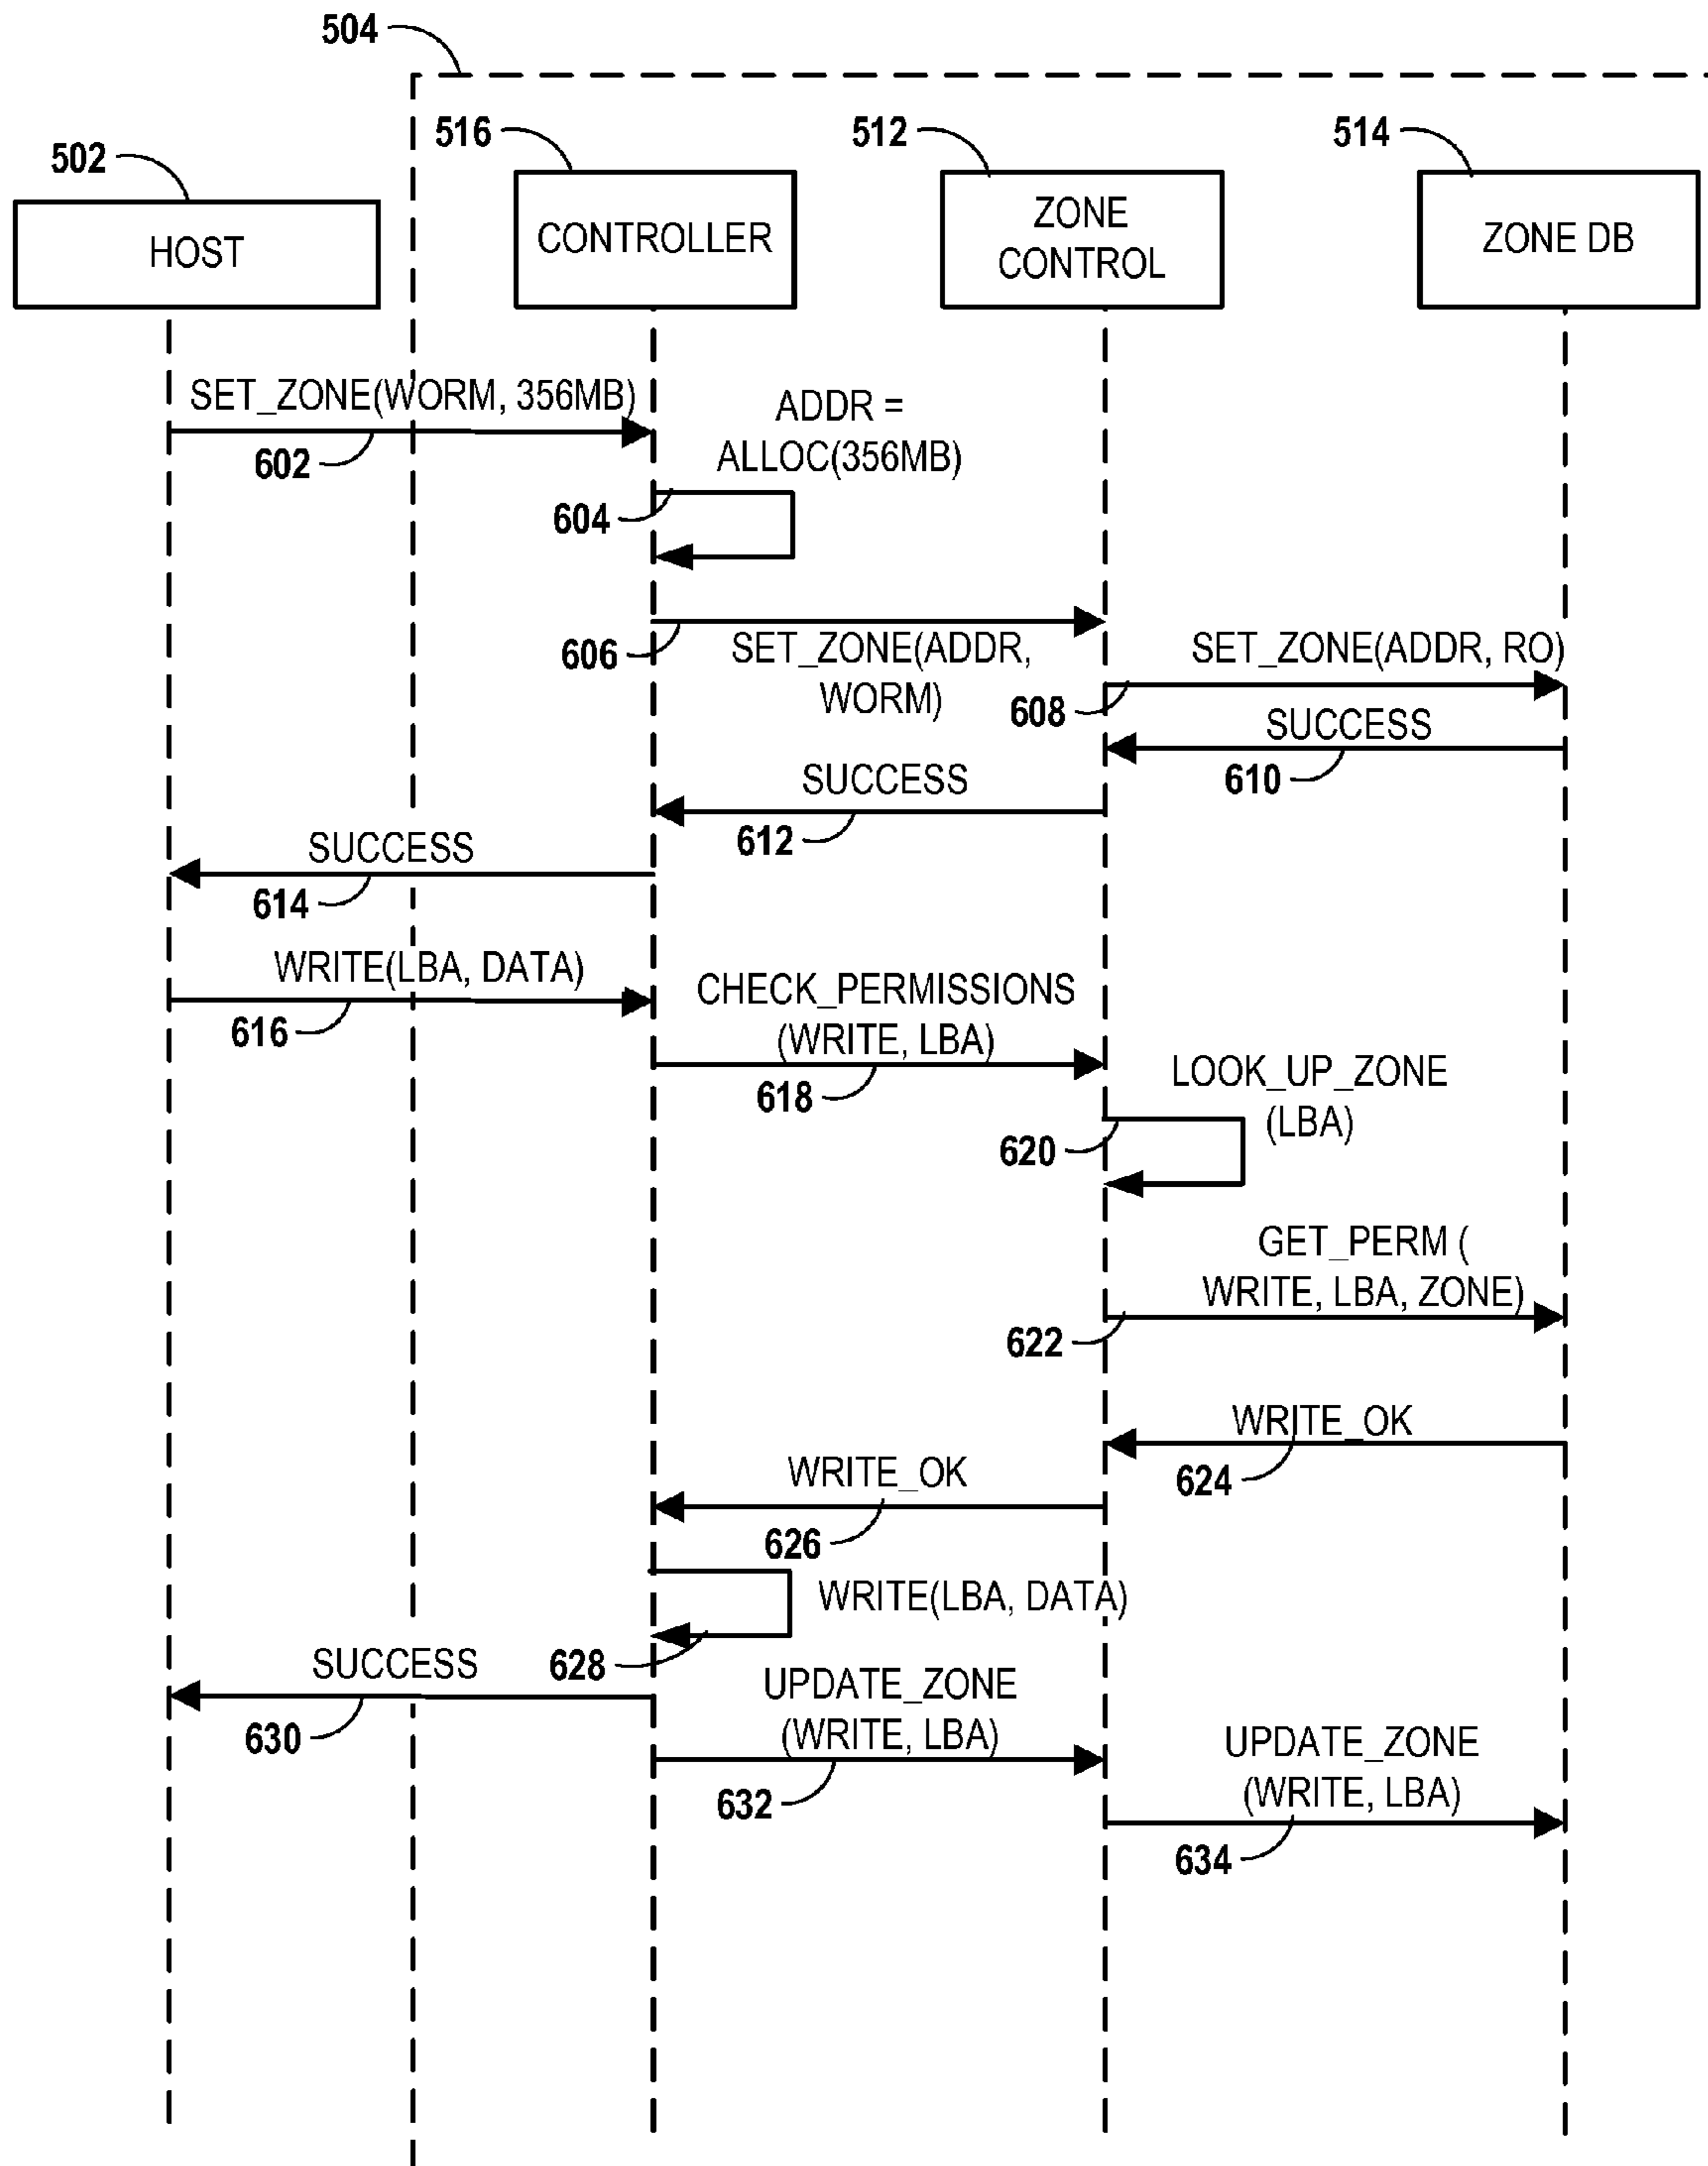 504
516
512
514
502
HOST
CONTROLLER
ZONE
CONTROL
ZONE DB
SET_ZONE(WORM, 356MB)
602
ADDR =
ALLOC(356MB)
604
606
SET_ZONE(ADDR,
WORM)
SET_ZONE(ADDR, RO)
608
SUCCESS
610
SUCCESS
612
SUCCESS
614
WRITE(LBA, DATA)
616
CHECK_PERMISSIONS
(WRITE, LBA)
618
LOOK_UP_ZONE
(LBA)
620
GET_PERM (
WRITE, LBA, ZONE)
622
WRITE_OK
624
WRITE_OK
626
WRITE(LBA, DATA)
628
SUCCESS
630
UPDATE_ZONE
(WRITE, LBA)
632
UPDATE_ZONE
(WRITE, LBA)
634